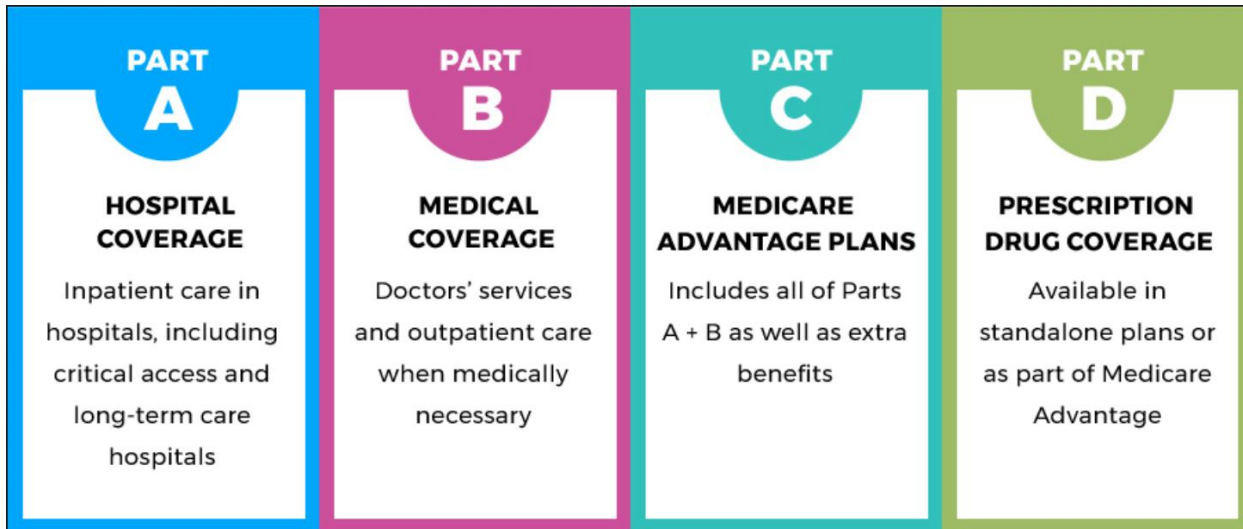 PART
A
HOSPITAL
COVERAGE
Inpatient care in
hospitals, including
critical access and
long-term care
hospitals
PART
B
MEDICAL
COVERAGE
Doctors’ services
and outpatient care
when medically
necessary
PART
C
MEDICARE
ADVANTAGE PLANS
Includes all of Parts
A + B as well as extra
benefits
PART
D
PRESCRIPTION
DRUG COVERAGE
Available in
standalone plans or
as part of Medicare
Advantage